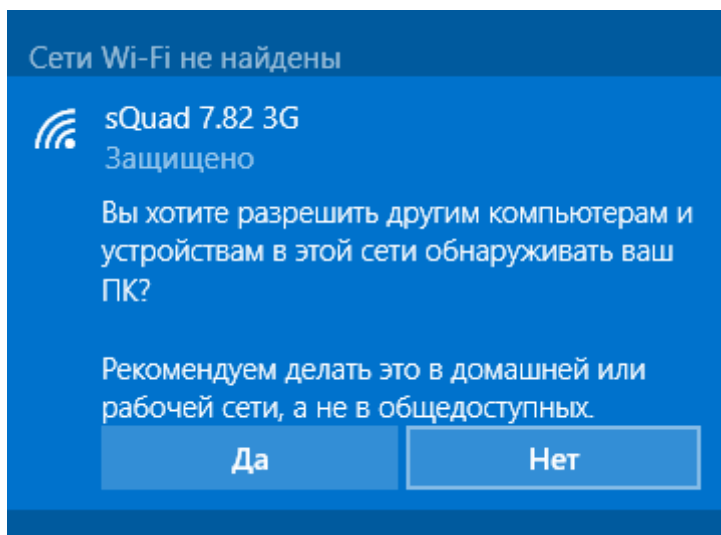 Сети Wi-Fi не найдены
sQuad 7.82 3G
Защищено
Вы хотите разрешить другим компьютерам и
устройствам в этой сети обнаруживать ваш
ПК?
Рекомендуем делать это в домашней или
рабочей сети, а не в общедоступных.
Да
Нет